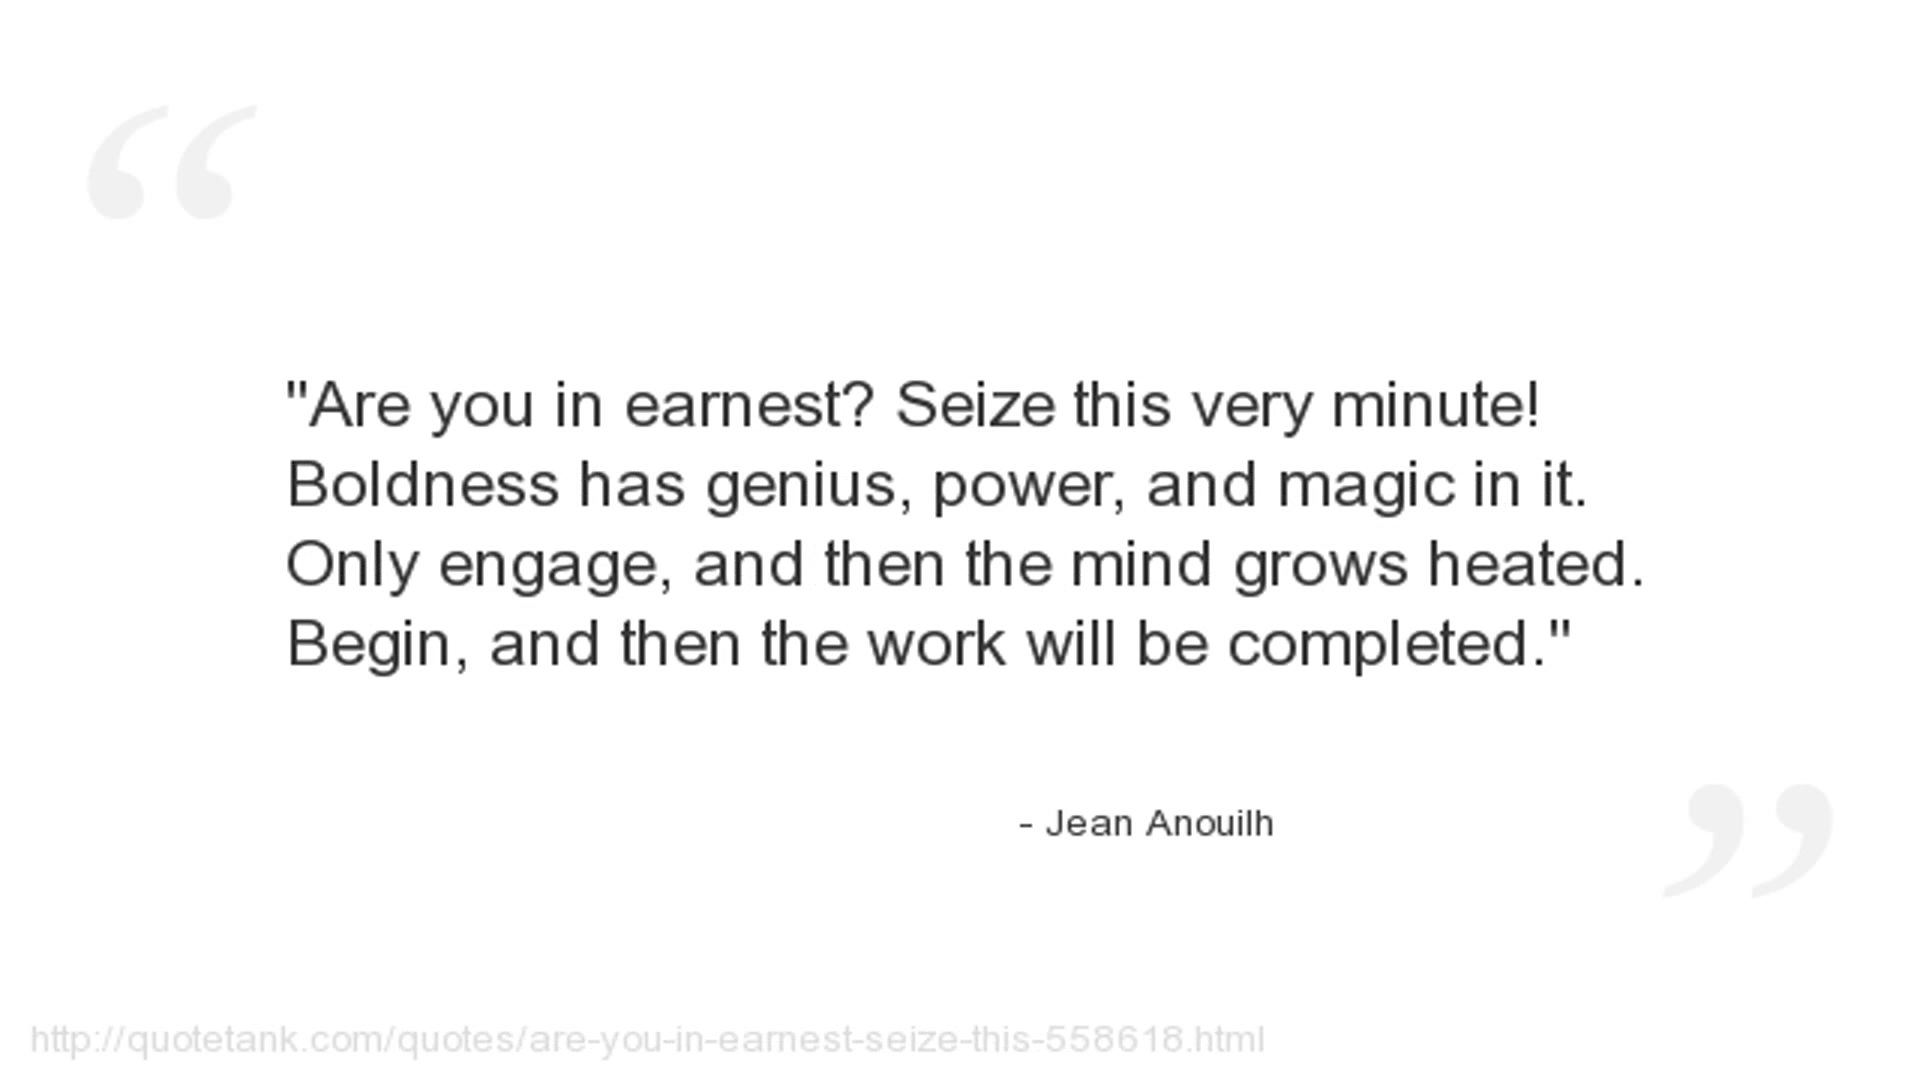 "Are you in earnest? Seize this very minute!
Boldness has genius, power, and magic in it.
Only engage, and then the mind grows heated.
Begin, and then the work will be completed."
- Jean Anouilh
http://quotetank.com/quotes/are-you-in-earnest-seize-this-558618.html